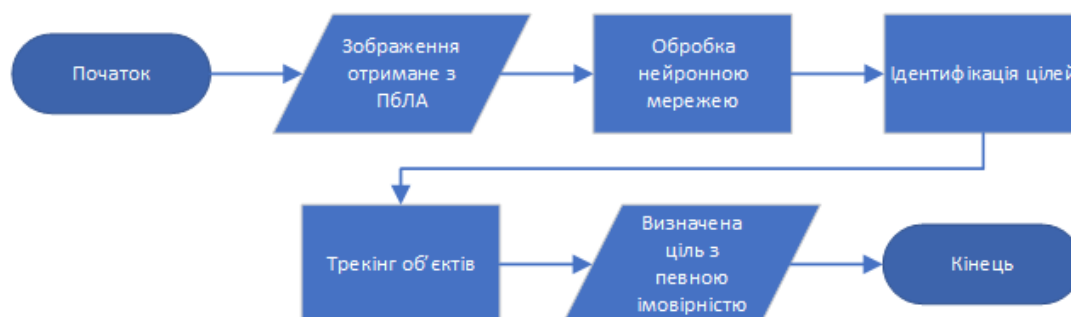 Початок
Зображення
отримане з
ПбЛА
Обробка
нейронною
мережею
Ідентифікація цілей
Трекінг об’єктів
Визначена
ціль з
певною
імовірністю
Кінець